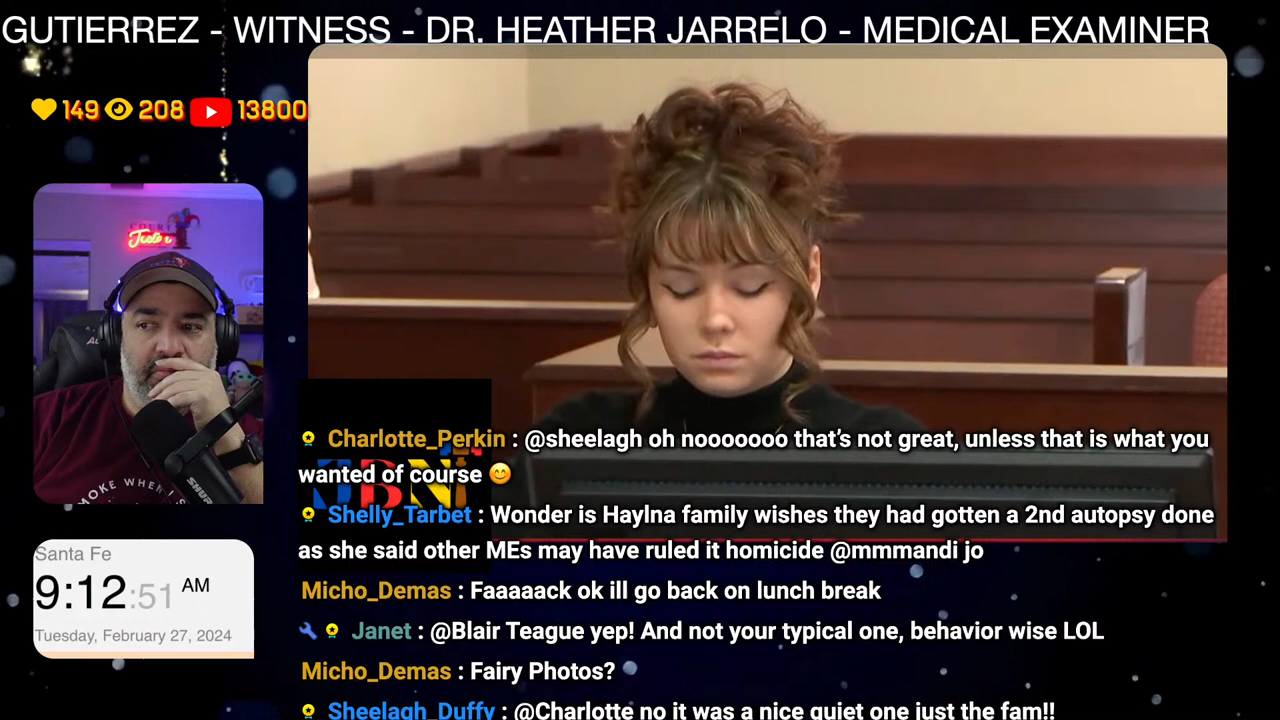 GUTIERREZ - WITNESS - DR. HEATHER JARRELO - MEDICAL EXAMINER
149 208 13800
COURT
Charlotte_Perkin : @sheelagh oh nooooooo that's not great, unless that is what you
wanted of course 😊
Shelly_Tarbet : Wonder is Haylna family wishes they had gotten a 2nd autopsy done
as she said other MEs may have ruled it homicide @mmmandi jo
Micho_Demas : Faaaaack ok ill go back on lunch break
Janet : @Blair Teague yep! And not your typical one, behavior wise LOL
Micho_Demas : Fairy Photos?
Sheelagh_Duffy : @Charlotte no it was a nice quiet one just the fam!!
SHURE
Santa Fe
9:12:51 AM
Tuesday, February 27, 2024